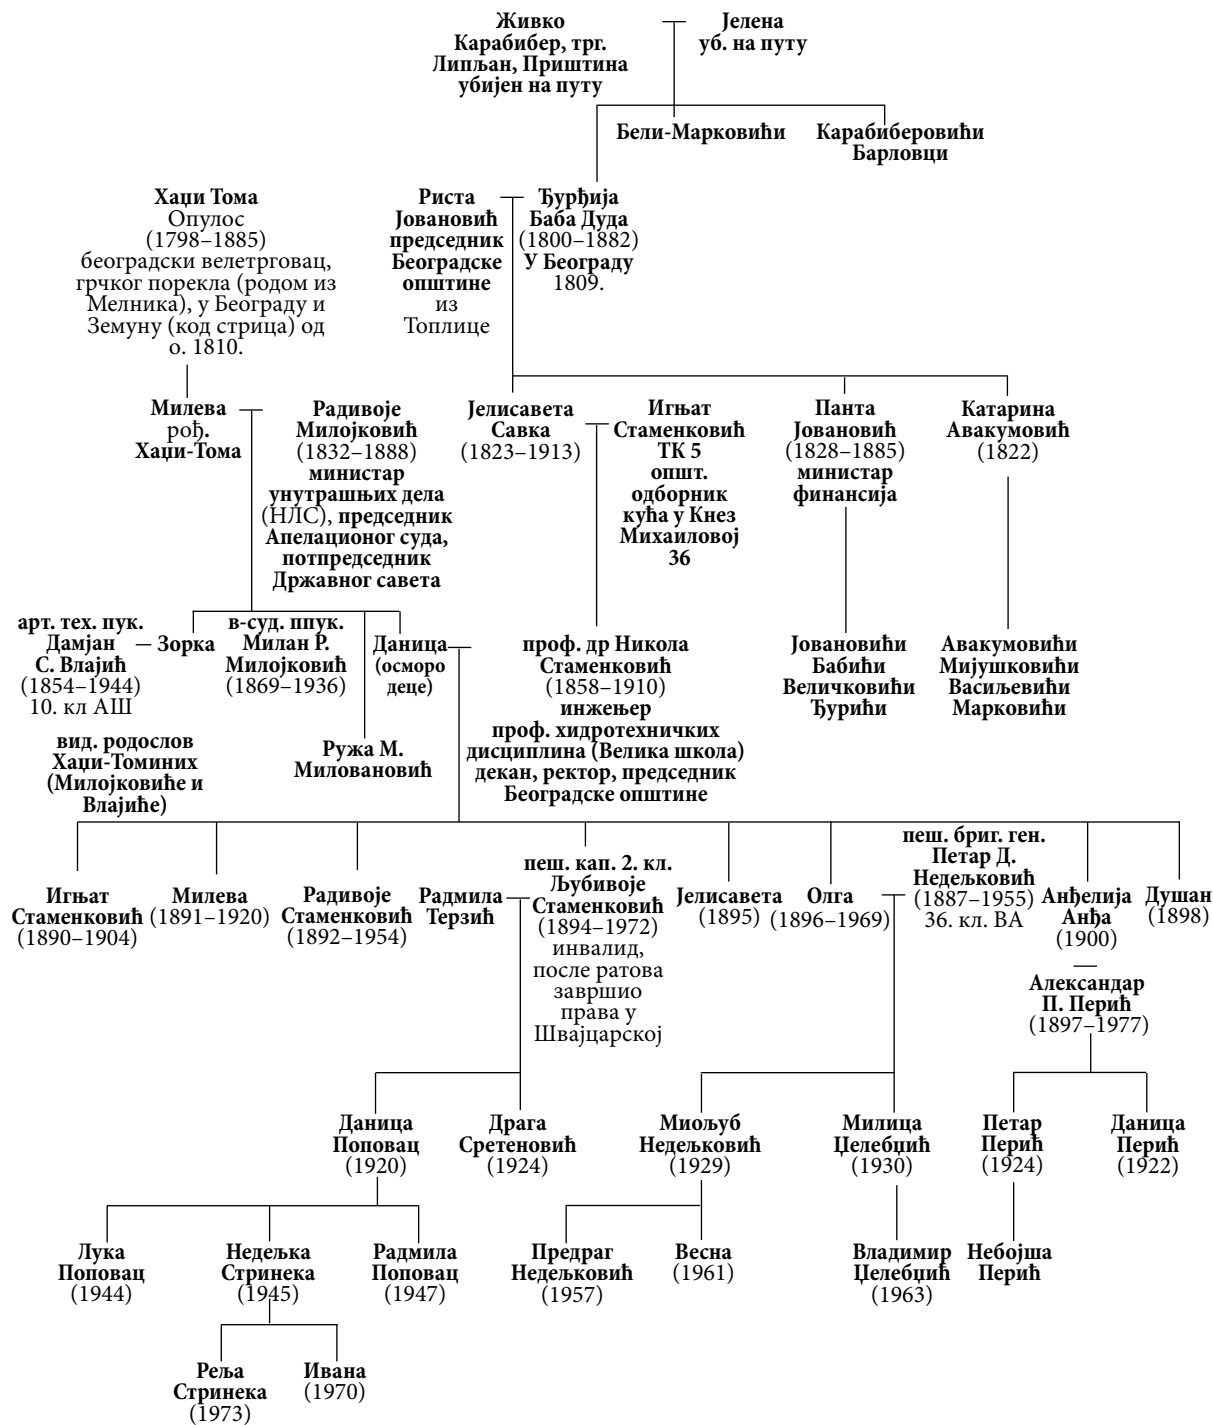 Живко
Карабибер, трг.
Липљан, Приштина
убијен на путу
Јелена
уб. на путу
Бели-Марковићи
Карабиберовићи
Барловци
Хаџи Тома
Опулос
(1798–1885)
београдски велетрговац,
грчког порекла (родом из
Мелника), у Београду и
Земуну (код стрица) од
о. 1810.
Риста
Јовановић
председник
Београдске
општине
из
Топлице
Ђурђија
Баба Дуда
(1800–1882)
У Београду
1809.
Милева
рођ.
Хаџи-Тома
Радивоје
Милојковић
(1832–1888)
министар
унутрашњих дела
(НЛС), председник
Апелационог суда,
потпредседник
Државног савета
Јелисавета
Савка
(1823–1913)
Игњат
Стаменковић
ТК 5
општ.
одборник
кућа у Кнез
Михаиловој
36
Панта
Јовановић
(1828–1885)
министар
финансија
Катарина
Авакумовић
(1822)
арт. тех. пук.
Дамјан
С. Влајић
(1854–1944)
10. кл АШ
Зорка
в-суд. ппук.
Милан Р.
Милојковић
(1869–1936)
Даница
(осморо
деце)
проф. др Никола
Стаменковић
(1858–1910)
инжењер
проф. хидротехничких
дисциплина (Велика школа)
декан, ректор, председник
Београдске општине
Јовановићи
Бабићи
Величковићи
Ђурићи
Авакумовићи
Мијушковићи
Васиљевићи
Марковићи
вид. родослов
Хаџи-Томиних
(Милојковиће и
Влајиће)
Ружа М.
Миловановић
Игњат
Стаменковић
(1890–1904)
Милева
(1891–1920)
Радивоје
Стаменковић
(1892–1954)
Радмила
Терзић
пеш. кап. 2. кл.
Љубивоје
Стаменковић
(1894–1972)
инвалид,
после ратова
завршио
права у
Швајцарској
Јелисавета
(1895)
Олга
(1896–1969)
пеш. бриг. ген.
Петар Д.
Недељковић
(1887–1955)
36. кл. ВА
Анђелија
Анђа
(1900)
Душан
(1898)
Александар
П. Перић
(1897–1977)
Даница
Поповац
(1920)
Драга
Сретеновић
(1924)
Миољуб
Недељковић
(1929)
Милица
Џелебџић
(1930)
Петар
Перић
(1924)
Даница
Перић
(1922)
Лука
Поповац
(1944)
Недељка
Стринека
(1945)
Радмила
Поповац
(1947)
Предраг
Недељковић
(1957)
Весна
(1961)
Владимир
Џелебџић
(1963)
Небојша
Перић
Реља
Стринека
(1973)
Ивана
(1970)